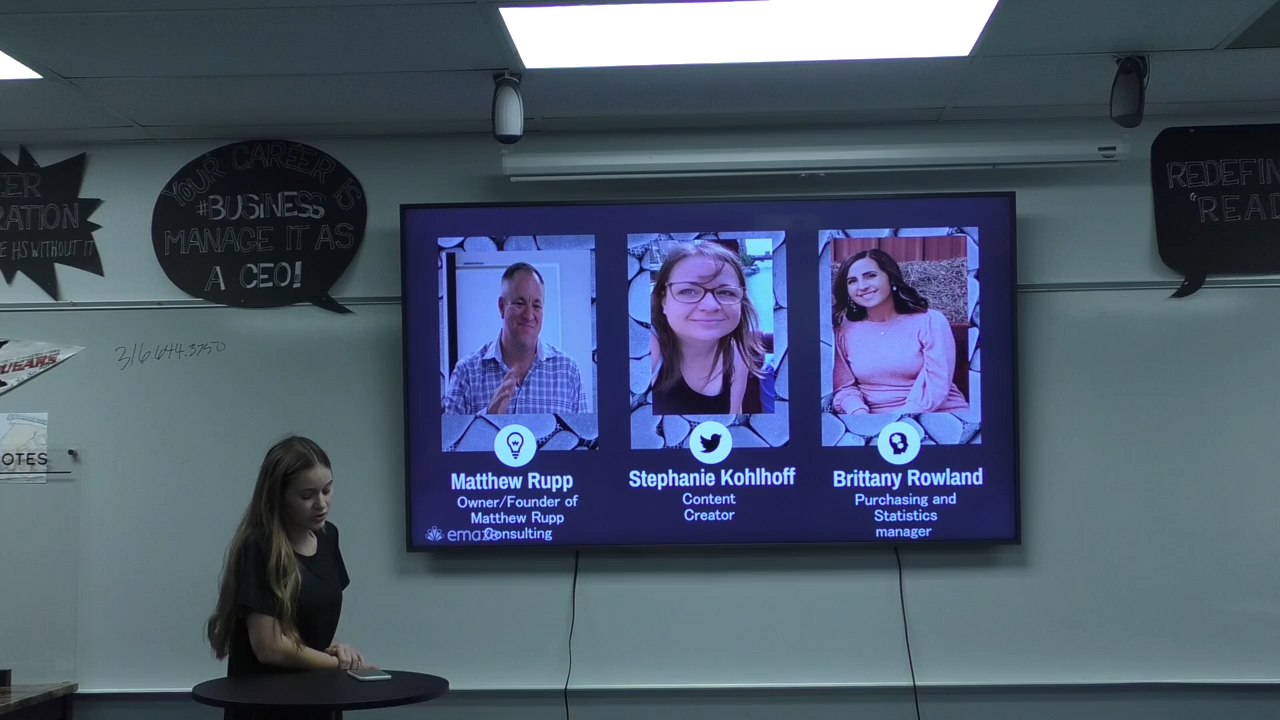 YOUR CAREER IS
#BUSINESS
MANAGE IT AS
A CEO!
RATION
HS WITHOUT IT
REDEFIN
"READ
316.644.3750
OTES
Matthew Rupp
Owner/Founder of
Matthew Rupp
Consulting
Stephanie Kohlhoff
Content
Creator
Brittany Rowland
Purchasing and
Statistics
manager
emaze